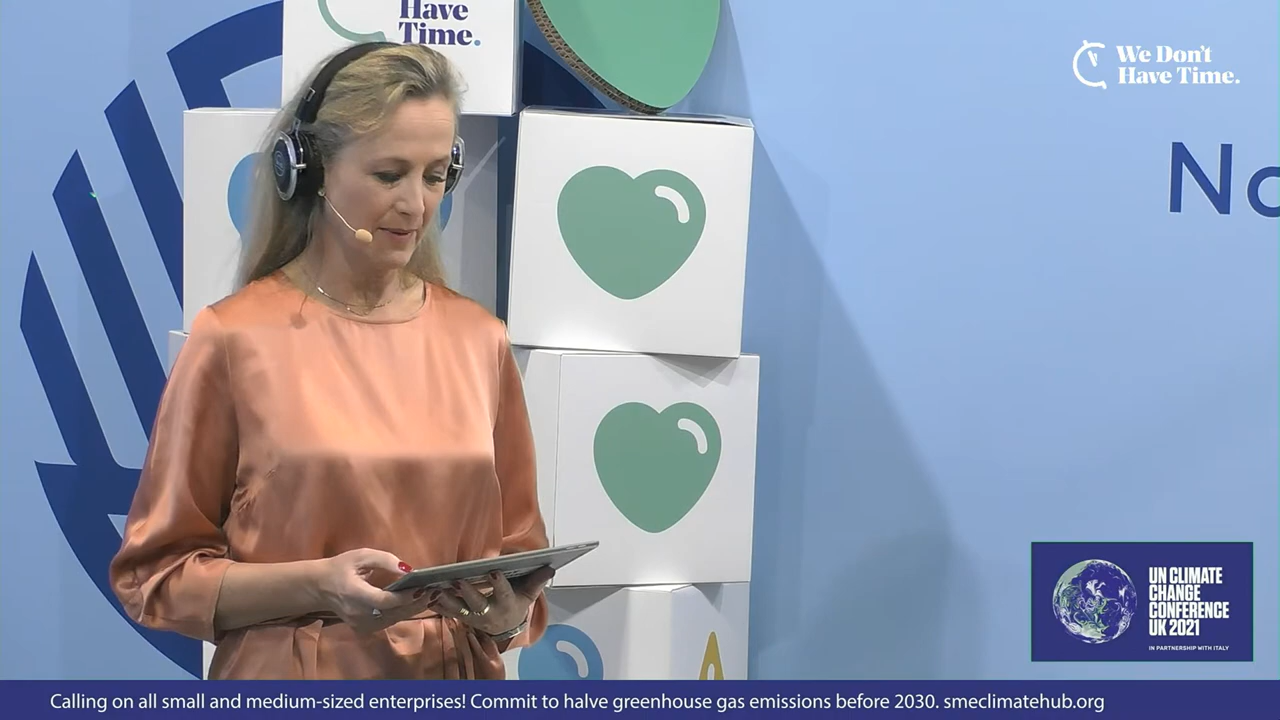 Have
Time.
We Don't
Have Time.
No
UN CLIMATE
CHANGE
CONFERENCE
UK 2021
IN PARTNERSHIP WITH ITALY
Calling on all small and medium-sized enterprises! Commit to halve greenhouse gas emissions before 2030. smeclimatehub.org